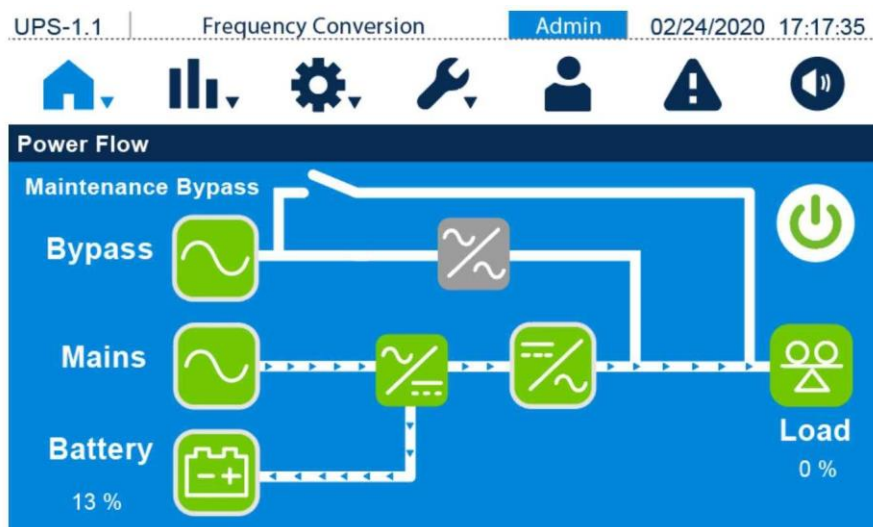 UPS-1.1 Frequency Conversion Admin 02/24/2020 17:17:35
Power Flow
Maintenance Bypass
Bypass
Mains
Battery
13 %
Load
0 %